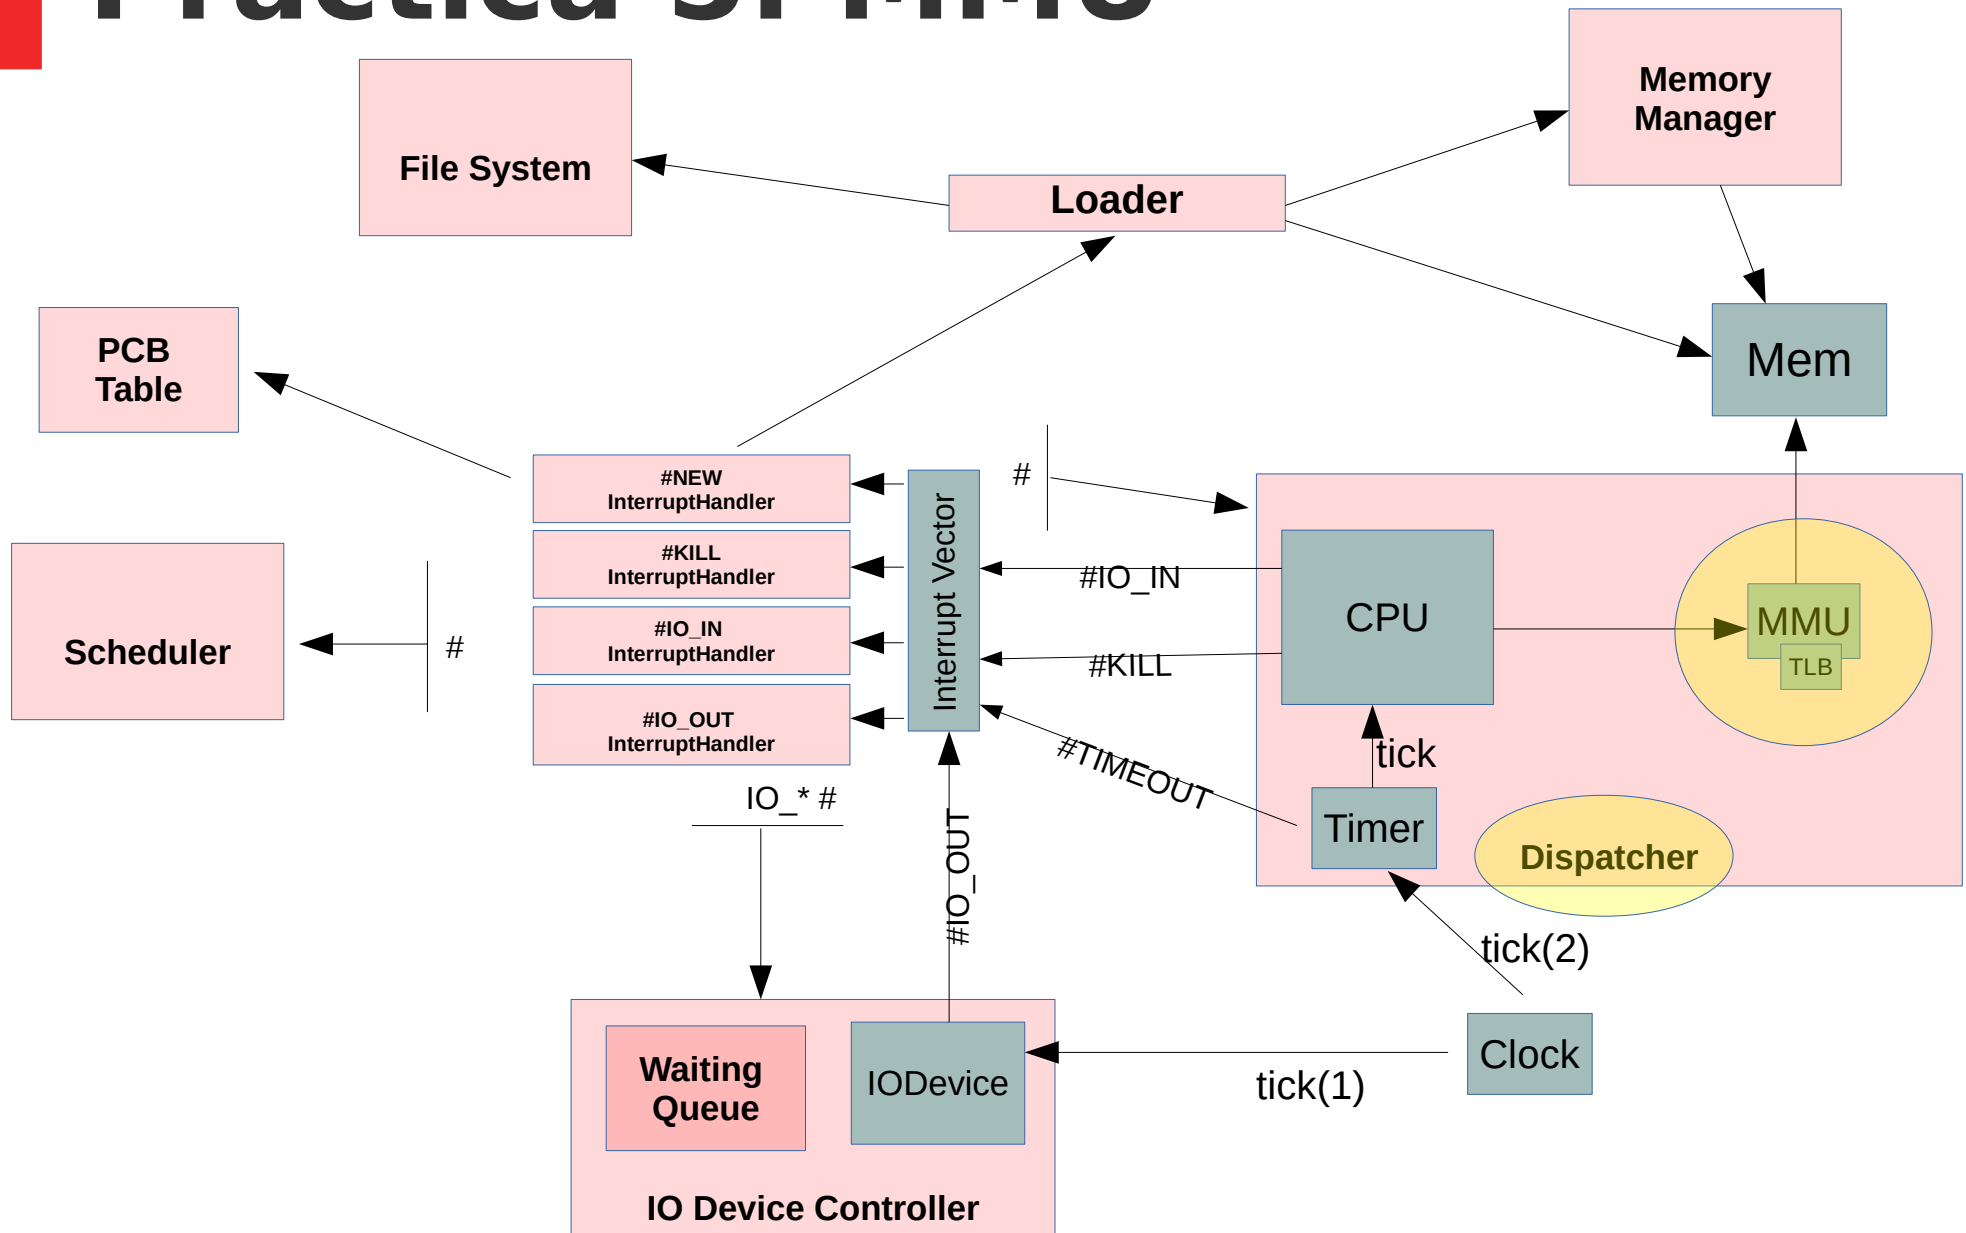 Memory
Manager
File System
Loader
PCB
Table
Mem
#NEW
InterruptHandler
#
#KILL
InterruptHandler
Interrupt Vector
#IO_IN
CPU
MMU
TLB
Scheduler
#
#IO_IN
InterruptHandler
#KILL
#IO_OUT
InterruptHandler
#TIMEOUT
tick
IO_* #
Timer
Dispatcher
#IO_OUT
tick(2)
Waiting
Queue
IODevice
Clock
tick(1)
IO Device Controller